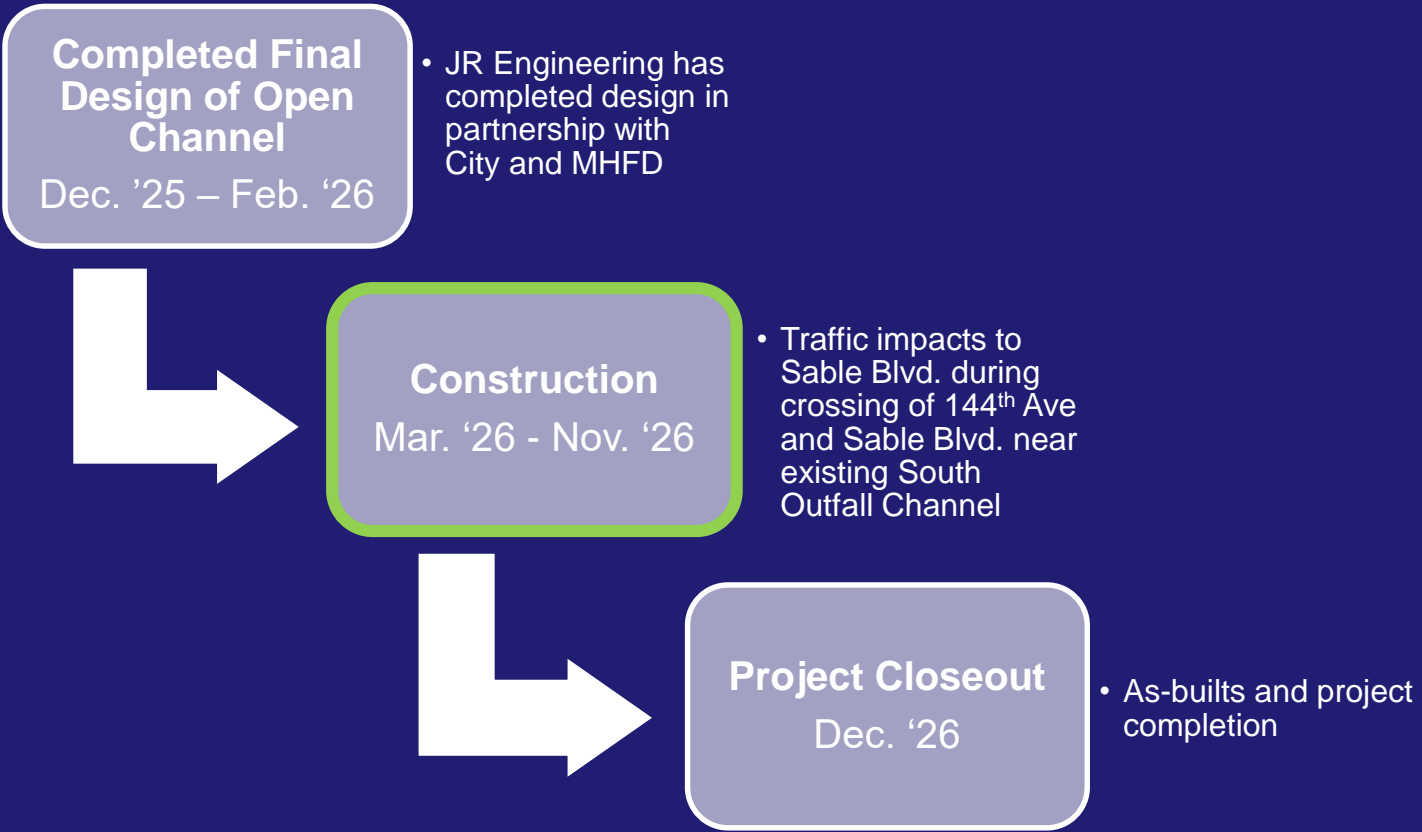 Completed Final
Design of Open
Channel
Dec. ’25 – Feb. ‘26
• JR Engineering has
completed design in
partnership with
City and MHFD
Construction
Mar. ‘26 - Nov. ‘26
• Traffic impacts to
Sable Blvd. during
crossing of 144th Ave
and Sable Blvd. near
existing South
Outfall Channel
Project Closeout
Dec. ‘26
• As-builts and project
completion